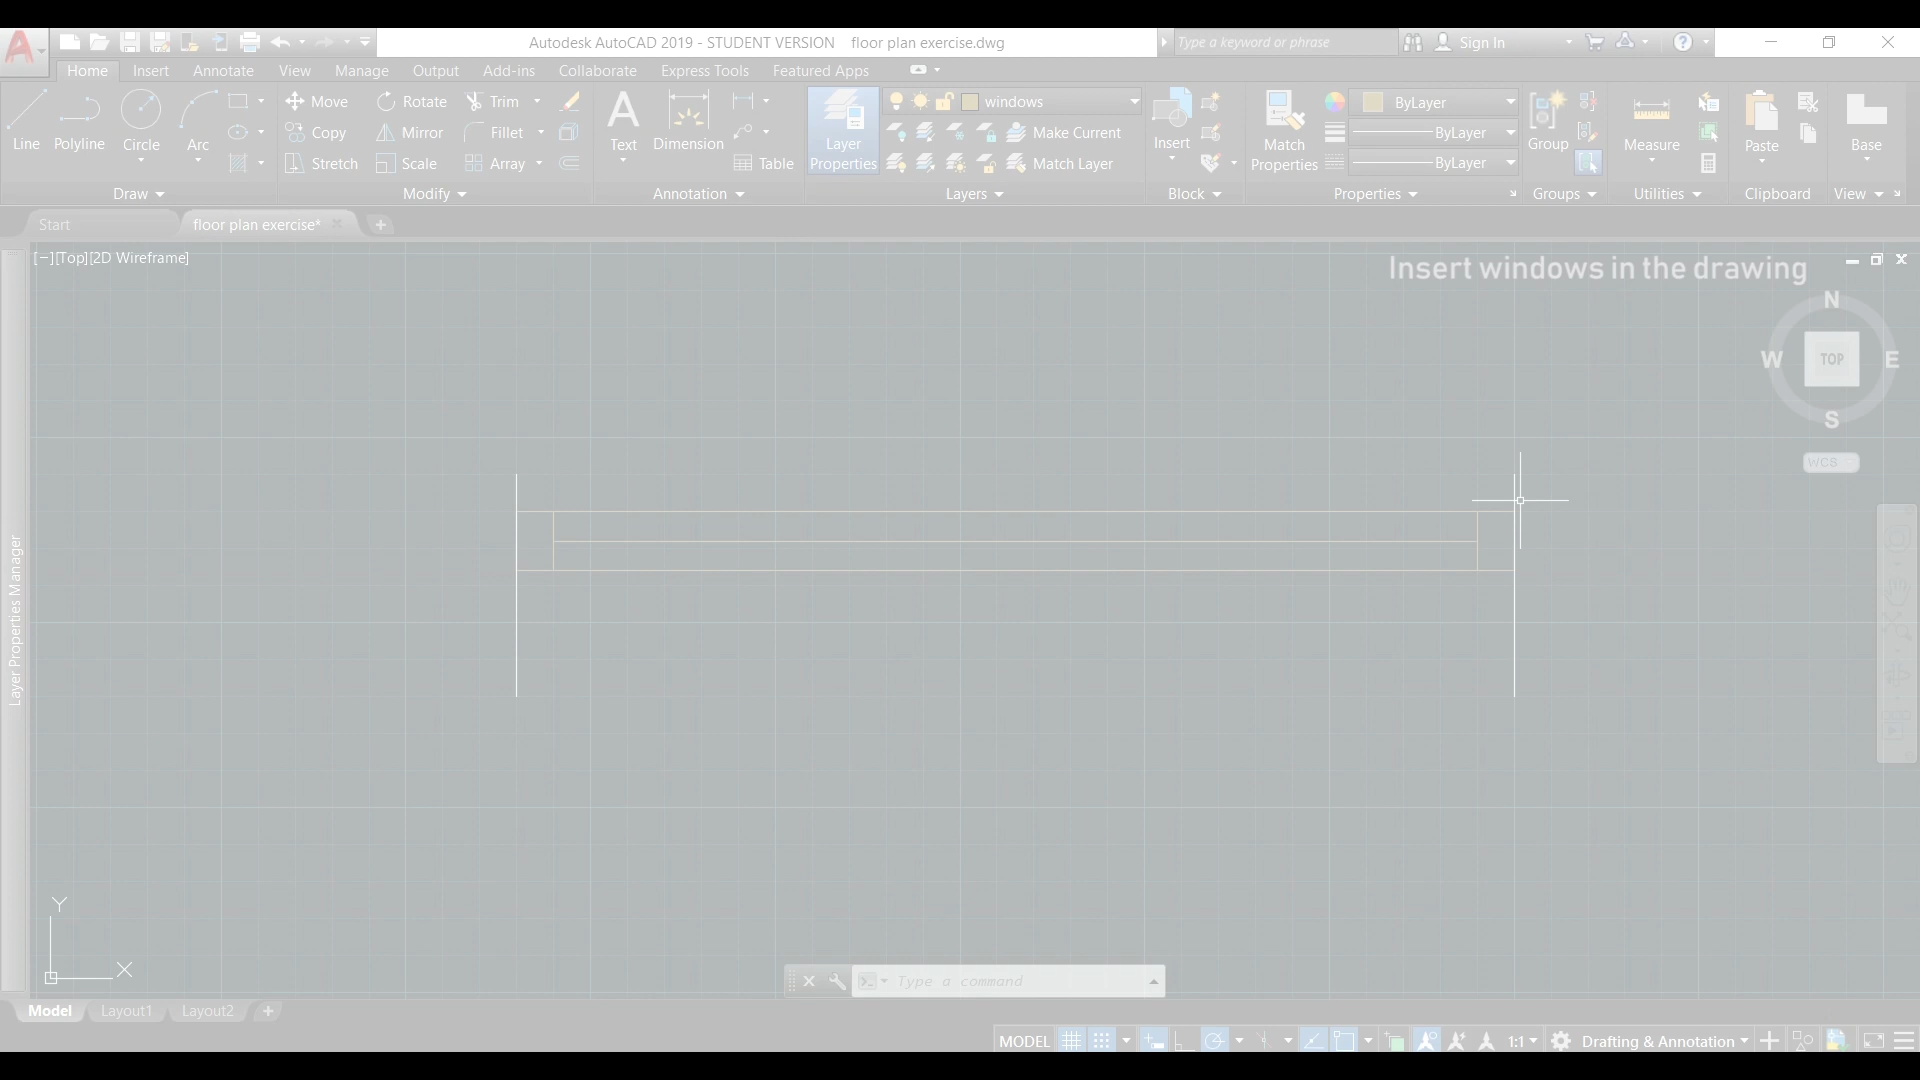 Autodesk AutoCAD 2019 - STUDENT VERSION floor plan exercise.dwg
Type a keyword or phrase
Sign In
Home Insert Annotate View Manage Output Add-ins Collaborate Express Tools Featured Apps
Line Polyline Circle Arc
Move Rotate Trim
Copy Mirror Fillet
Stretch Scale Array
Text Dimension Table
Layer Properties
windows
Make Current
Match Layer
Insert
Match Properties
ByLayer
ByLayer
ByLayer
Group
Measure
Paste
Base
Draw Modify Annotation Layers Block Properties Groups Utilities Clipboard View
Start floor plan exercise*
[−][Top][2D Wireframe]
Insert windows in the drawing
N
W TOP E
S
WCS
Layer Properties Manager
Y
X
Type a command
Model Layout1 Layout2
MODEL 1:1 Drafting & Annotation